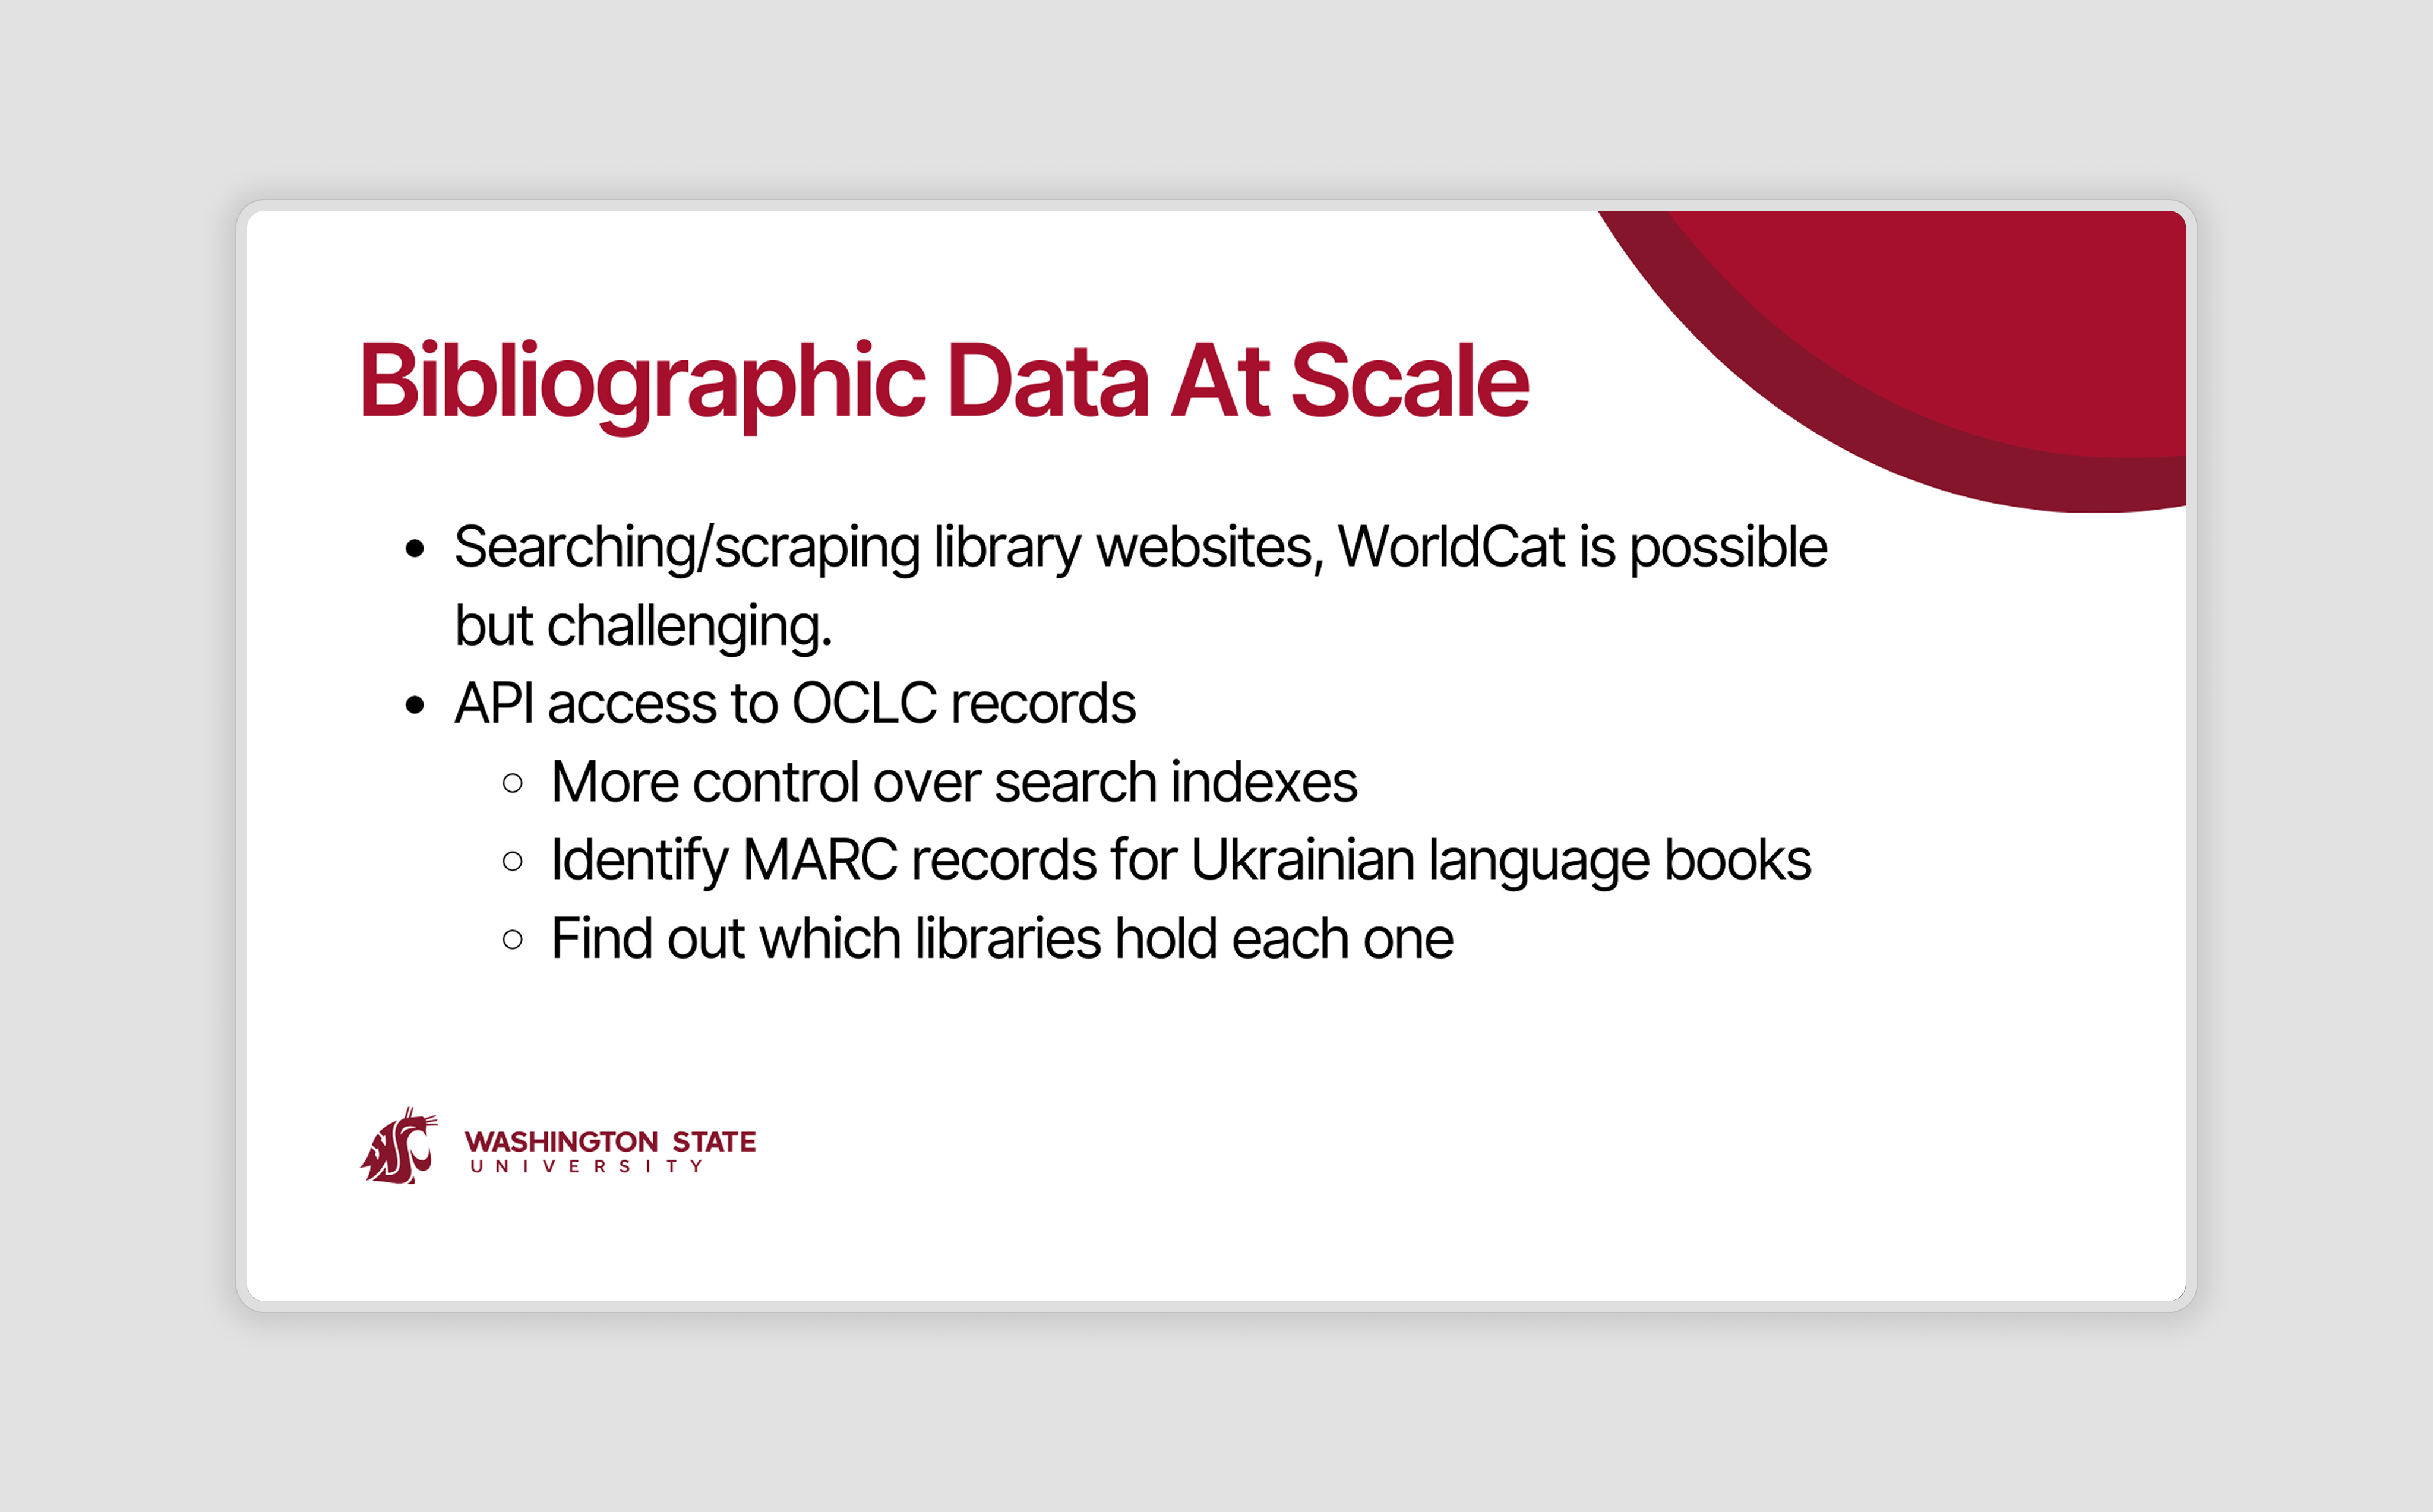 Bibliographic Data At Scale
• Searching/scraping library websites, WorldCat is possible
but challenging.
• API access to OCLC records
○ More control over search indexes
○ Identify MARC records for Ukrainian language books
○ Find out which libraries hold each one
WASHINGTON STATE
UNIVERSITY